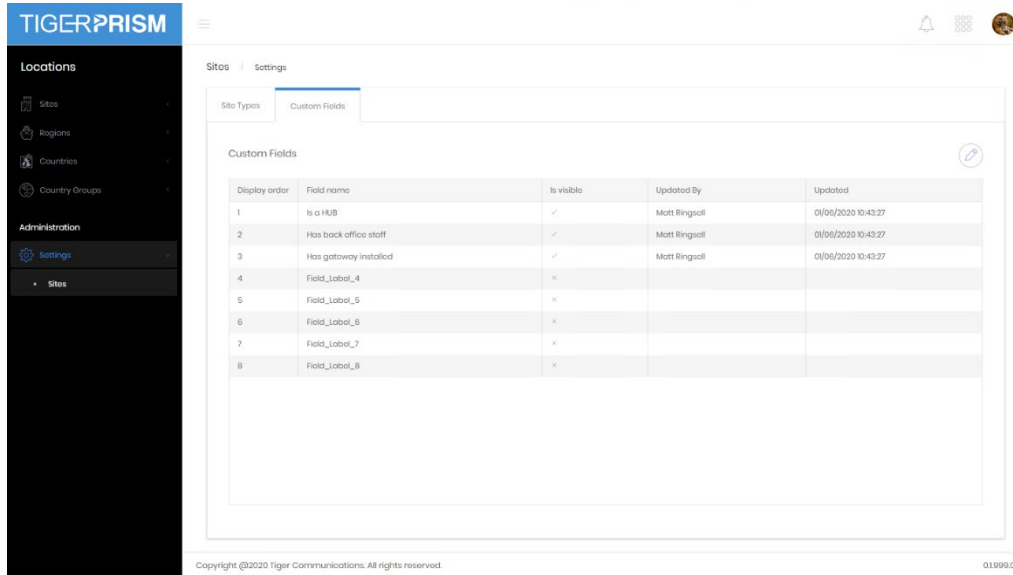 TIGERPRISM
Locations
Sites
Regions
Countries
Country Groups
Administration
Settings
Sites
Sites | Settings
Site Types Custom Fields
Custom Fields
Display order Field name Is visible Updated By Updated
1 Is a HUB ✓ Matt Ringsell 01/06/2020 10:43:27
2 Has back office staff ✓ Matt Ringsell 01/06/2020 10:43:27
3 Has gateway installed ✓ Matt Ringsell 01/06/2020 10:43:27
4 Field_Label_4 ×
5 Field_Label_5 ×
6 Field_Label_6 ×
7 Field_Label_7 ×
8 Field_Label_8 ×
Copyright @2020 Tiger Communications. All rights reserved.
0.1.999.0